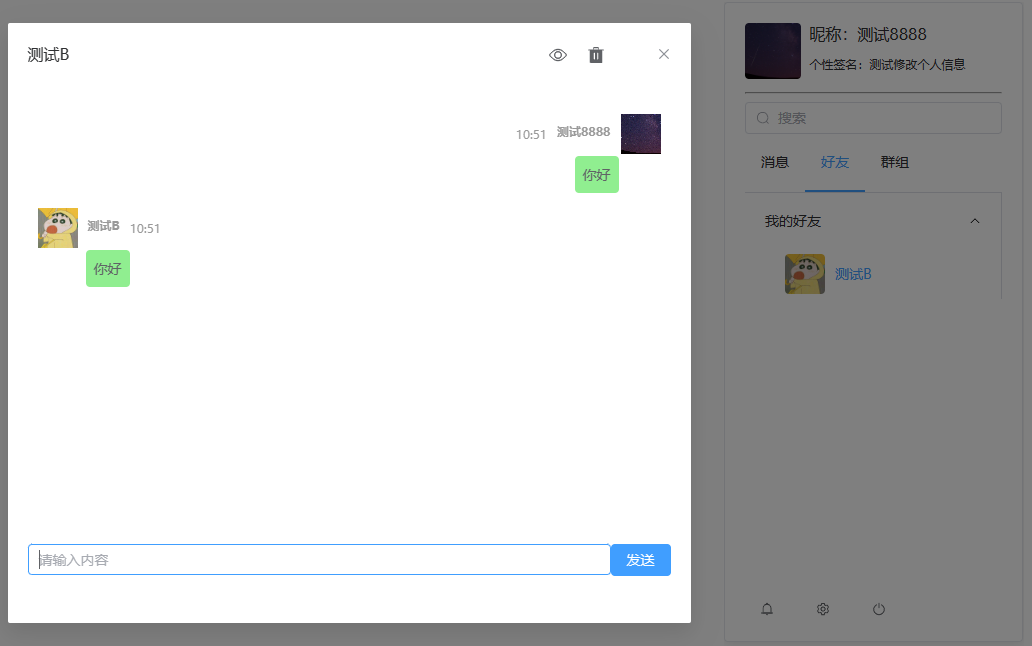 测试B
10:51 测试8888
你好
测试B 10:51
你好
请输入内容
发送
昵称：测试8888
个性签名：测试修改个人信息
搜索
消息 好友 群组
我的好友
测试B